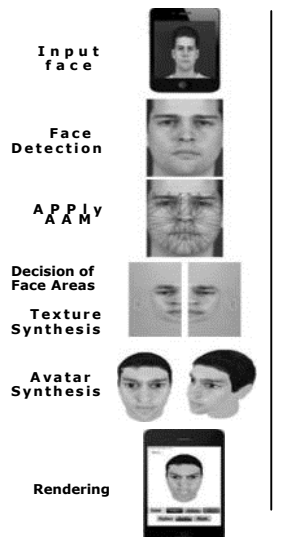 Input
face
Face
Detection
APPly
AAM
Decision of
Face Areas
Texture
Synthesis
Avatar
Synthesis
Rendering